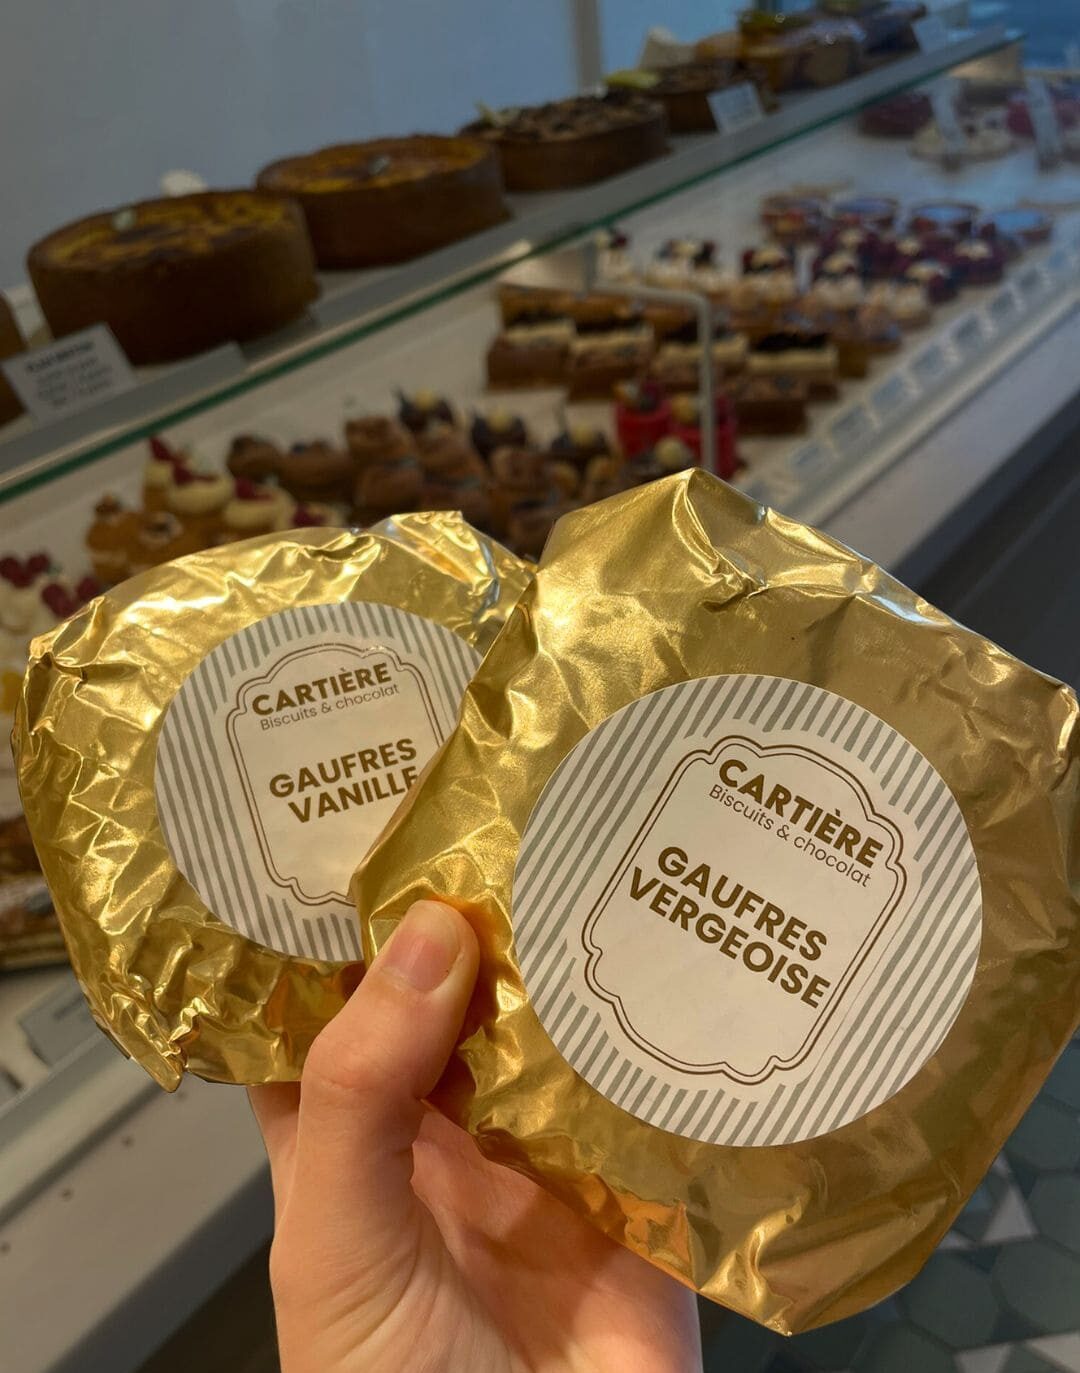 CARTIÈRE
Biscuits & chocolat
GAUFRES
VANILLE
CARTIÈRE
Biscuits & chocolat
GAUFRES
VERGEOISE